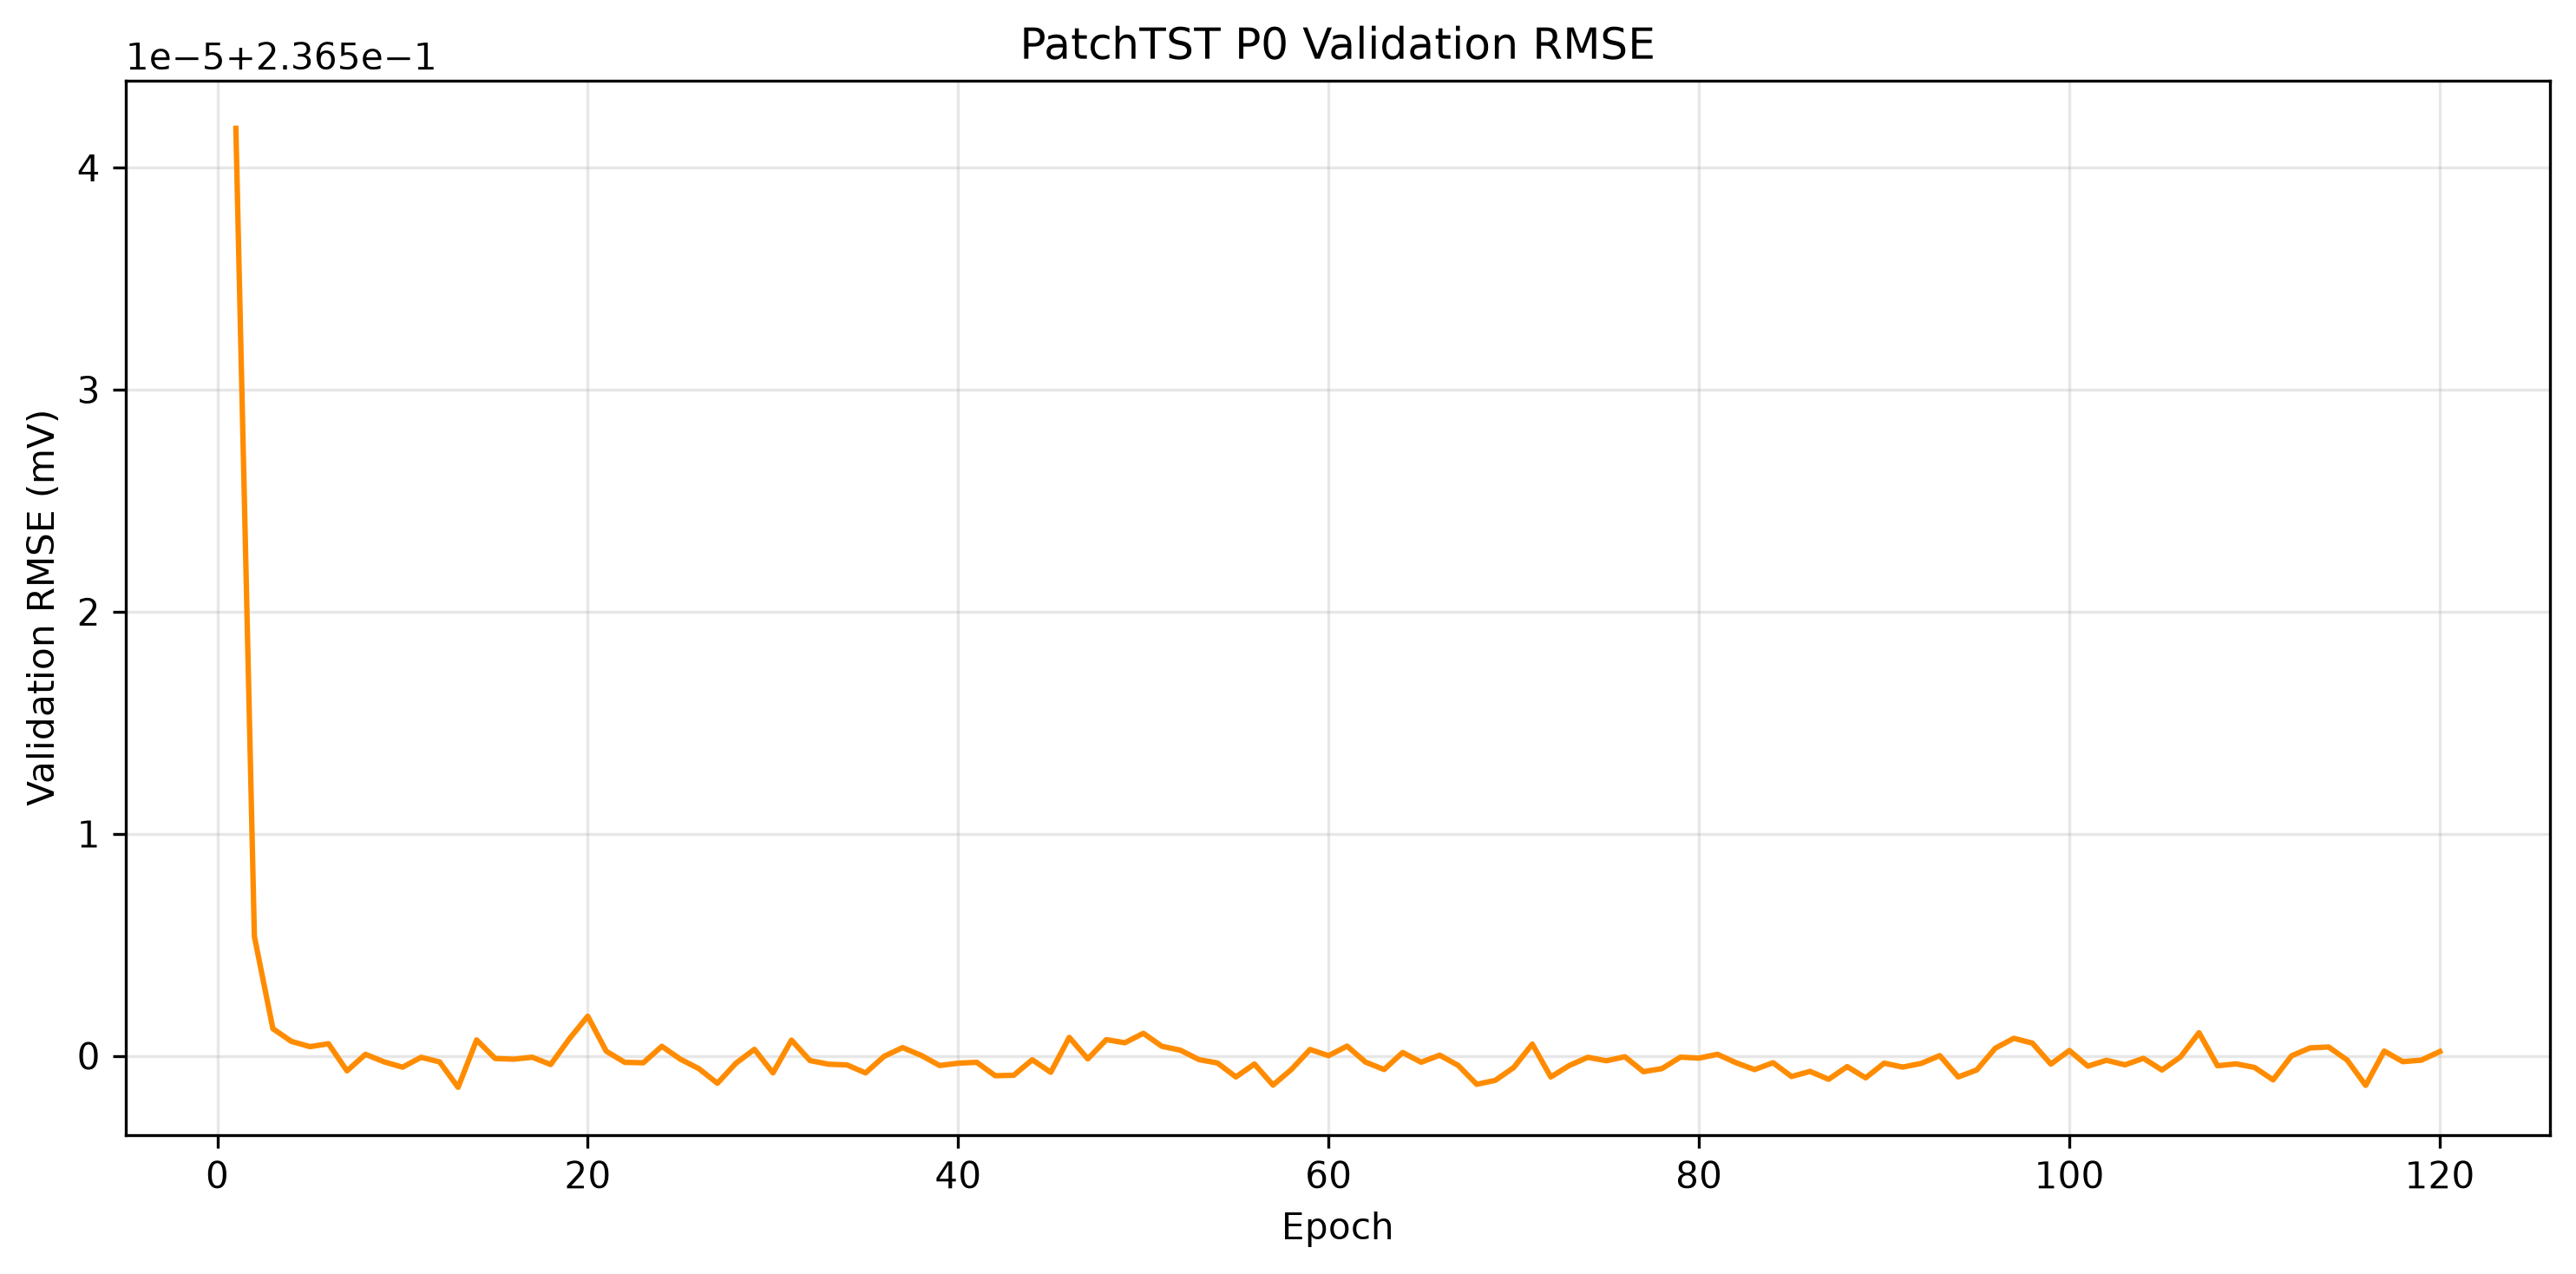 PatchTST P0 Validation RMSE
1e−5+2.365e−1
Validation RMSE (mV)
4
3
2
1
0
0 20 40 60 80 100 120
Epoch